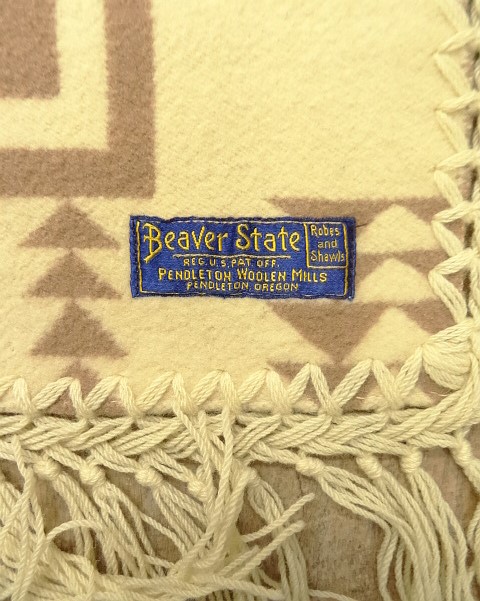 Beaver State
Robes
and
Shawls
REG. U.S. PAT. OFF.
PENDLETON WOOLEN MILLS
PENDLETON, OREGON